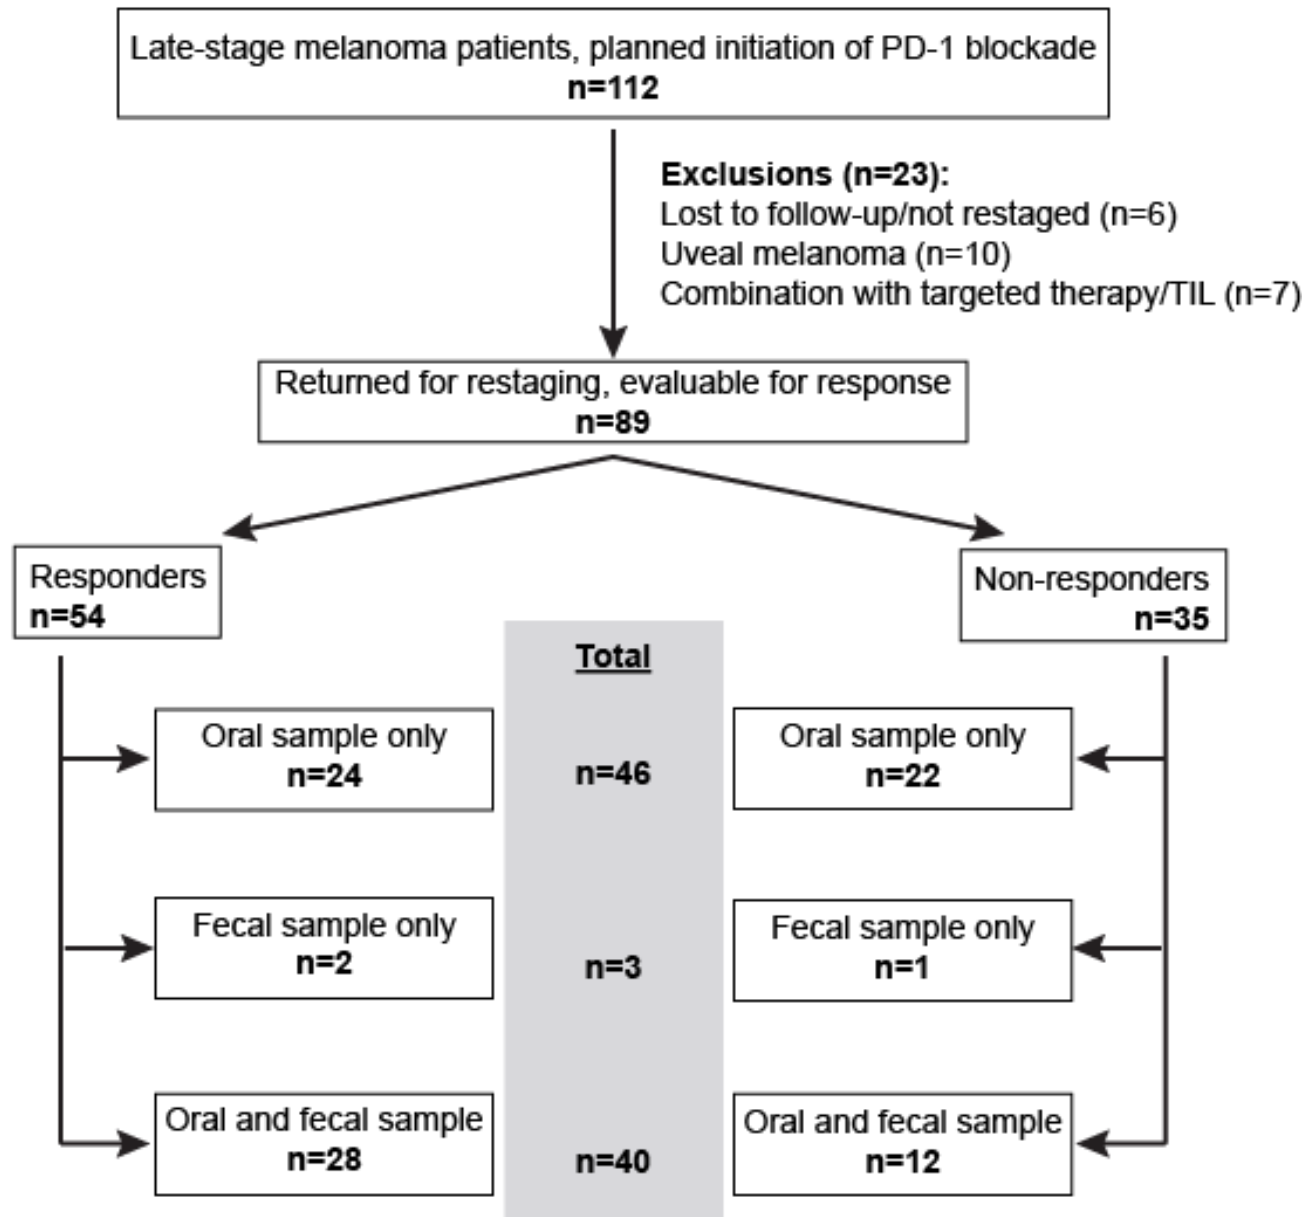 Late-stage melanoma patients, planned initiation of PD-1 blockade
n=112
Exclusions (n=23):
Lost to follow-up/not restaged (n=6)
Uveal melanoma (n=10)
Combination with targeted therapy/TIL (n=7)
Returned for restaging, evaluable for response
n=89
Responders
n=54
Non-responders
n=35
Total
Oral sample only
n=24
n=46
Oral sample only
n=22
Fecal sample only
n=2
n=3
Fecal sample only
n=1
Oral and fecal sample
n=28
n=40
Oral and fecal sample
n=12